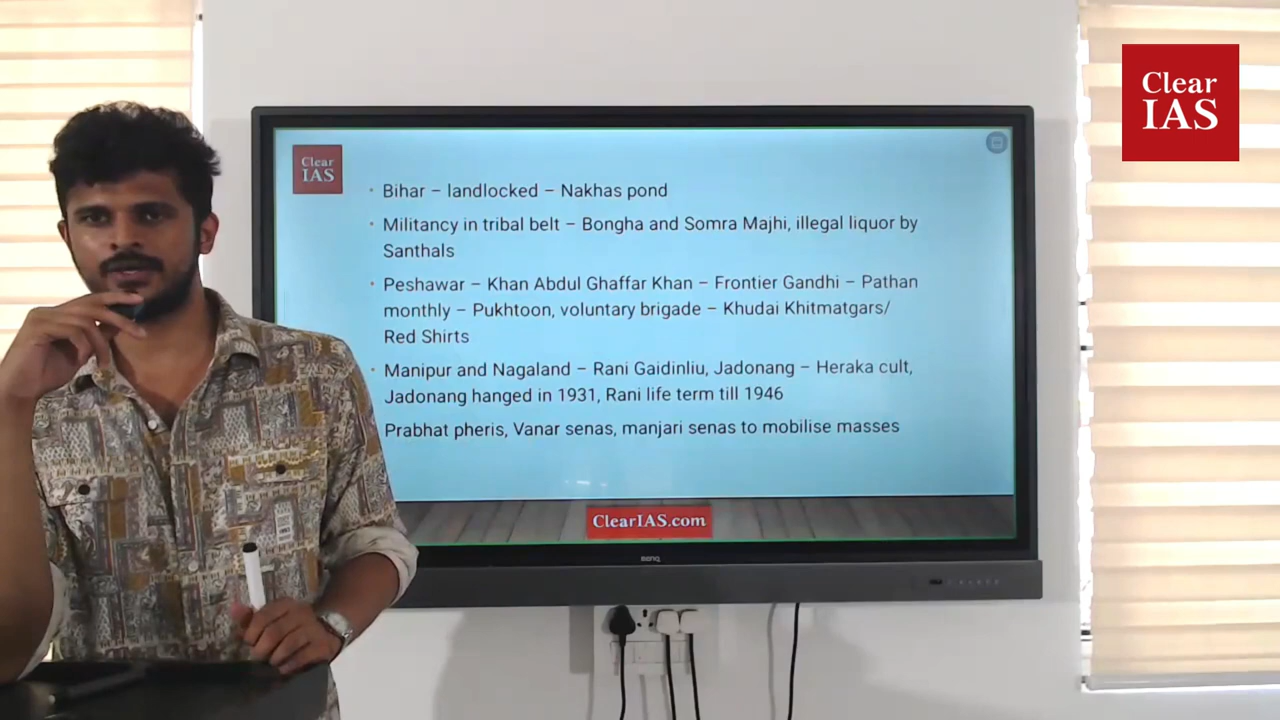 Clear
IAS
Clear
IAS
Bihar – landlocked – Nakhas pond
Militancy in tribal belt – Bongha and Somra Majhi, illegal liquor by
Santhals
Peshawar – Khan Abdul Ghaffar Khan – Frontier Gandhi – Pathan
monthly – Pukhtoon, voluntary brigade – Khudai Khitmatgars/
Red Shirts
Manipur and Nagaland – Rani Gaidinliu, Jadonang – Heraka cult,
Jadonang hanged in 1931, Rani life term till 1946
Prabhat pheris, Vanar senas, manjari senas to mobilise masses
ClearIAS.com
BenQ